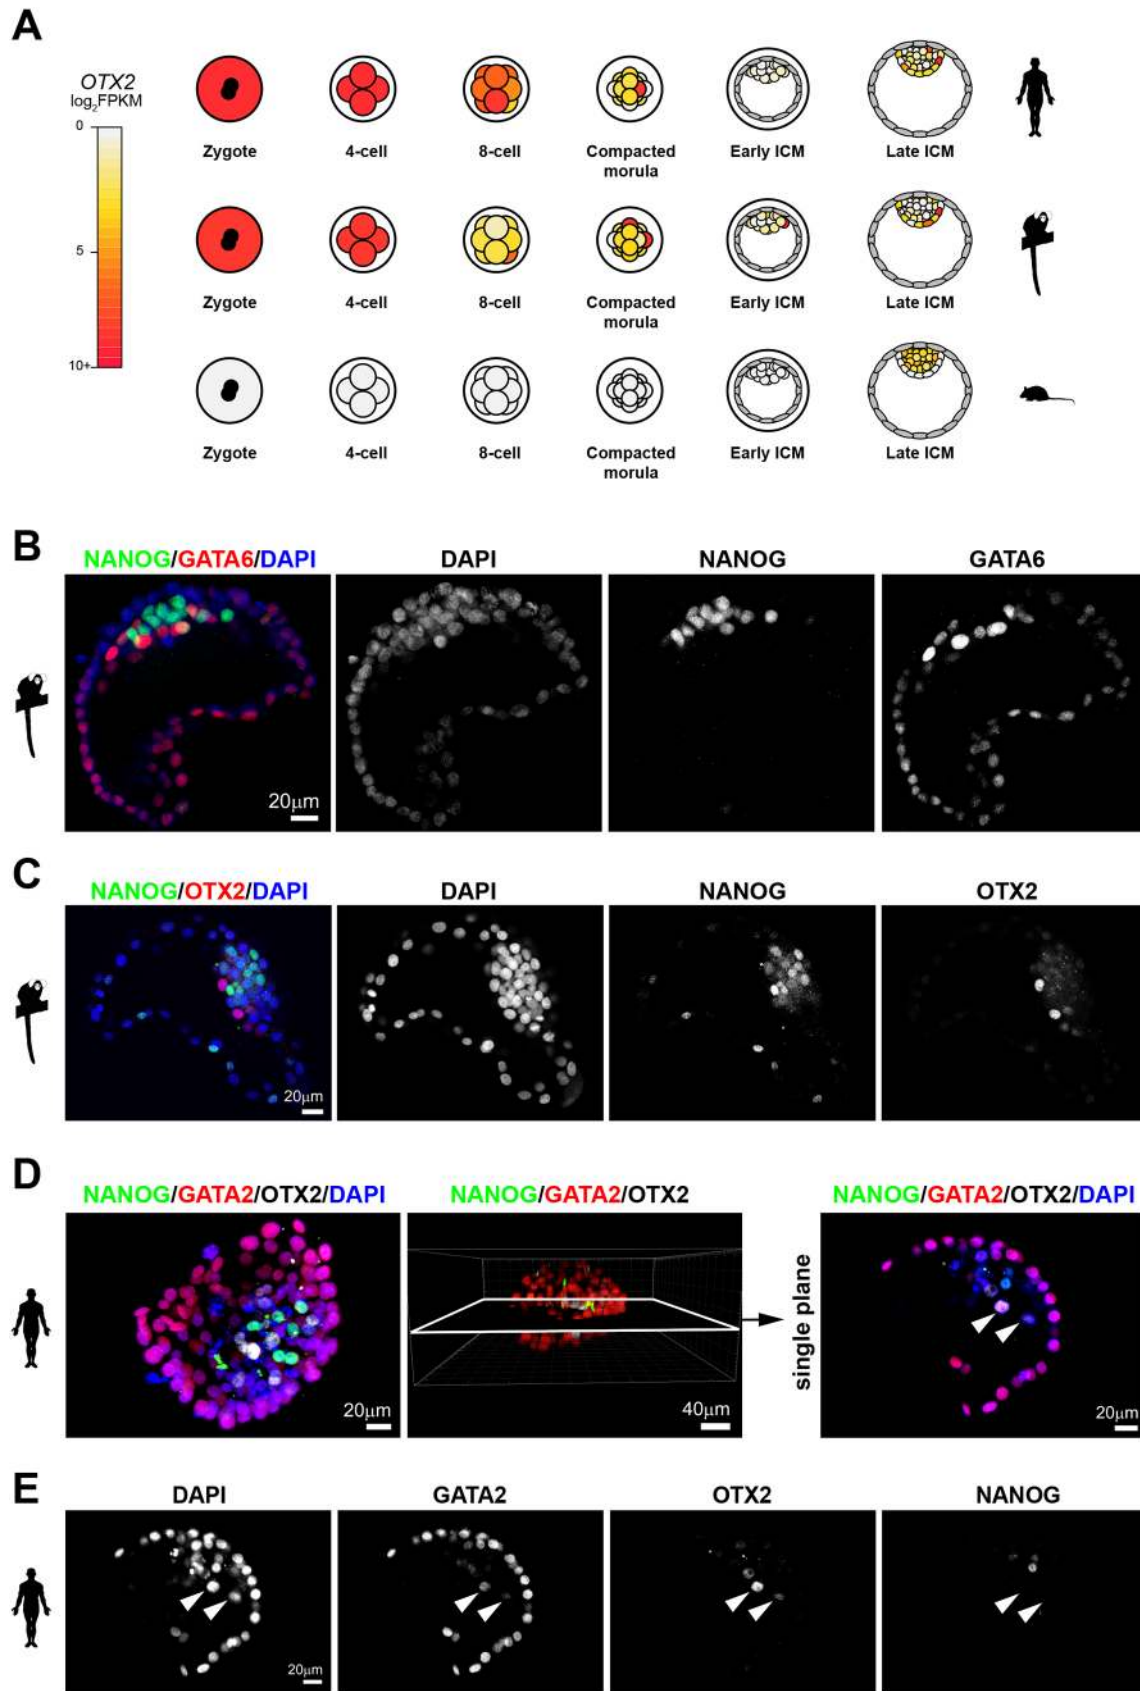 A
OTX2
log₂FPKM
0
5
10+
Zygote 4-cell 8-cell Compacted morula Early ICM Late ICM
Zygote 4-cell 8-cell Compacted morula Early ICM Late ICM
Zygote 4-cell 8-cell Compacted morula Early ICM Late ICM
B
NANOG/GATA6/DAPI DAPI NANOG GATA6
20µm
C
NANOG/OTX2/DAPI DAPI NANOG OTX2
20µm
D
NANOG/GATA2/OTX2/DAPI NANOG/GATA2/OTX2 NANOG/GATA2/OTX2/DAPI
single plane
20µm 40µm 20µm
E
DAPI GATA2 OTX2 NANOG
20µm